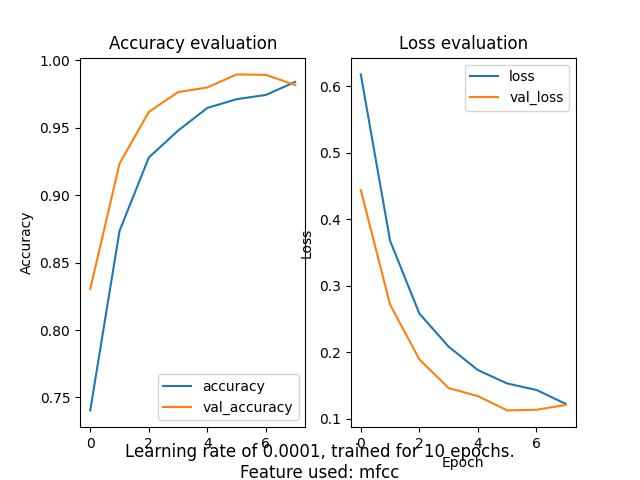 Accuracy evaluation
Loss evaluation
1.00
0.95
0.90
0.85
0.80
0.75
Accuracy
accuracy
val_accuracy
0 2 4 6
0.6
0.5
0.4
0.3
0.2
0.1
Loss
loss
val_loss
0 2 4 6
Epoch
Learning rate of 0.0001, trained for 10 epochs.
Feature used: mfcc